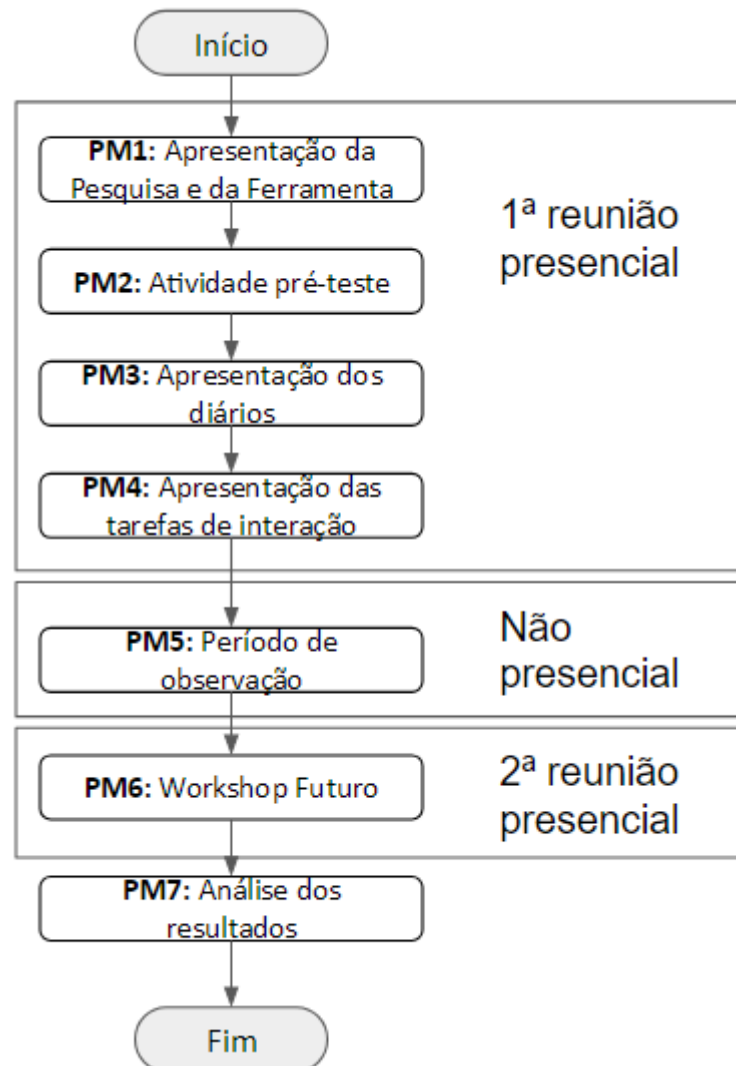 Início
PM1: Apresentação da
Pesquisa e da Ferramenta
1ª reunião
presencial
PM2: Atividade pré-teste
PM3: Apresentação dos
diários
PM4: Apresentação das
tarefas de interação
PM5: Período de
observação
Não
presencial
PM6: Workshop Futuro
2ª reunião
presencial
PM7: Análise dos
resultados
Fim